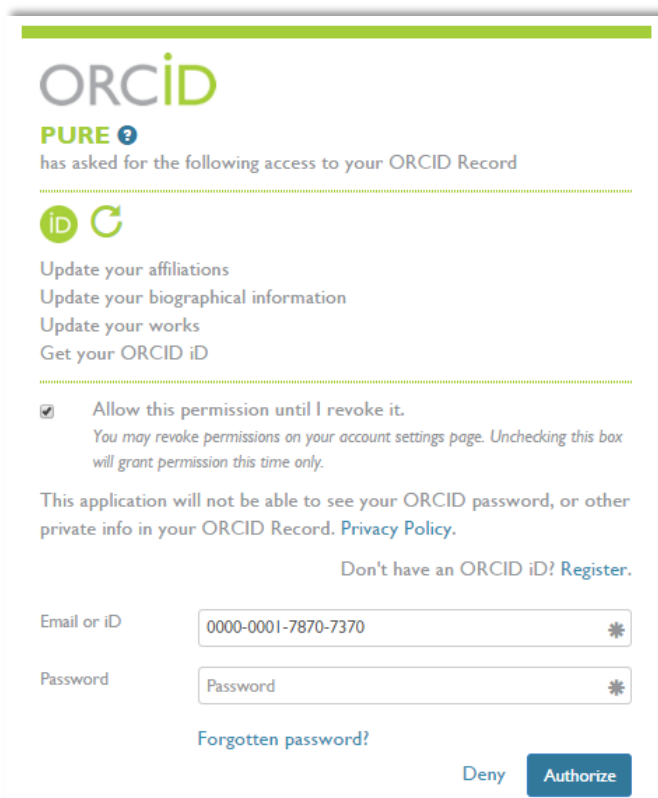 ORCID
PURE ?
has asked for the following access to your ORCID Record
iD
Update your affiliations
Update your biographical information
Update your works
Get your ORCID iD
Allow this permission until I revoke it.
You may revoke permissions on your account settings page. Unchecking this box
will grant permission this time only.
This application will not be able to see your ORCID password, or other
private info in your ORCID Record. Privacy Policy.
Don't have an ORCID iD? Register.
Email or iD 0000-0001-7870-7370 *
Password Password *
Forgotten password?
Deny Authorize